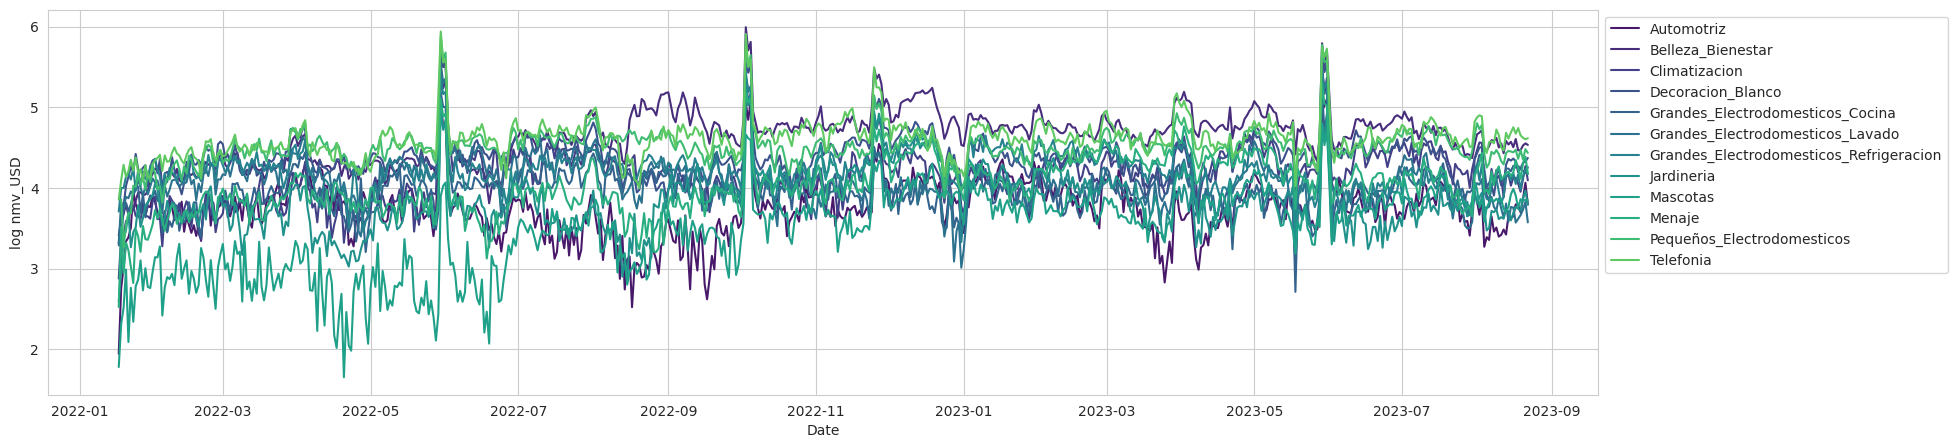 6
5
4
3
2
log nmv_USD
2022-01
2022-03
2022-05
2022-07
2022-09
2022-11
2023-01
2023-03
2023-05
2023-07
2023-09
Date
Automotriz
Belleza_Bienestar
Climatizacion
Decoracion_Blanco
Grandes_Electrodomesticos_Cocina
Grandes_Electrodomesticos_Lavado
Grandes_Electrodomesticos_Refrigeracion
Jardineria
Mascotas
Menaje
Pequeños_Electrodomesticos
Telefonia